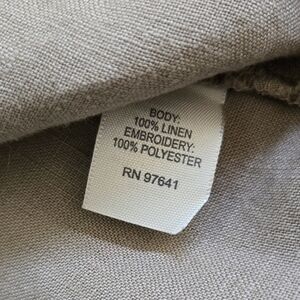 BODY:
100% LINEN
EMBROIDERY:
100% POLYESTER
RN 97641